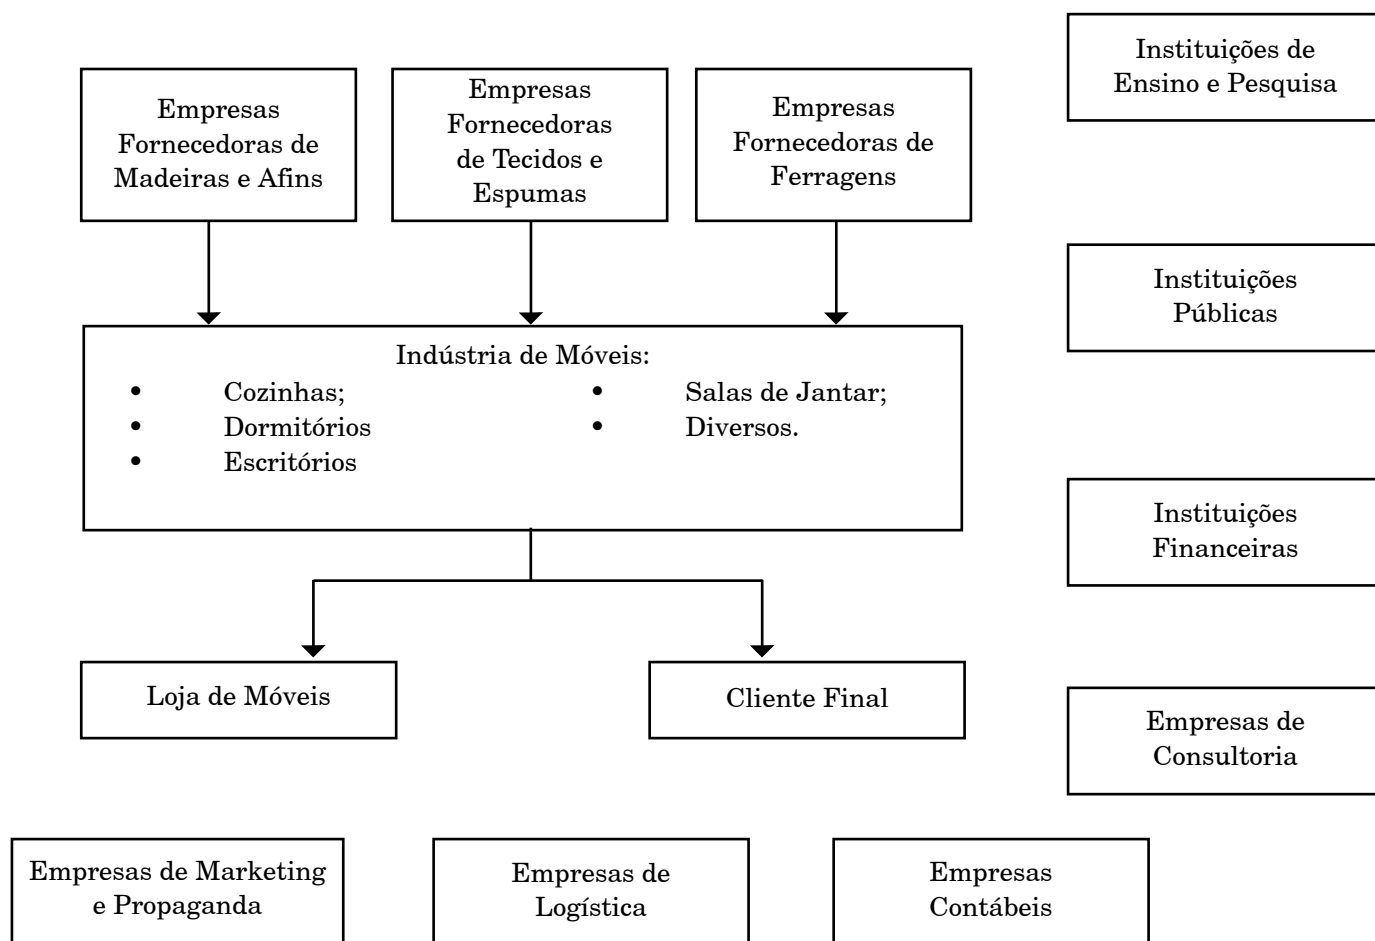 Instituições de
Ensino e Pesquisa
Empresas
Fornecedoras de
Madeiras e Afins
Empresas
Fornecedoras
de Tecidos e
Espumas
Empresas
Fornecedoras de
Ferragens
Instituições
Públicas
Indústria de Móveis:
• Cozinhas;
• Dormitórios
• Escritórios
• Salas de Jantar;
• Diversos.
Instituições
Financeiras
Loja de Móveis
Cliente Final
Empresas de
Consultoria
Empresas de Marketing
e Propaganda
Empresas de
Logística
Empresas
Contábeis